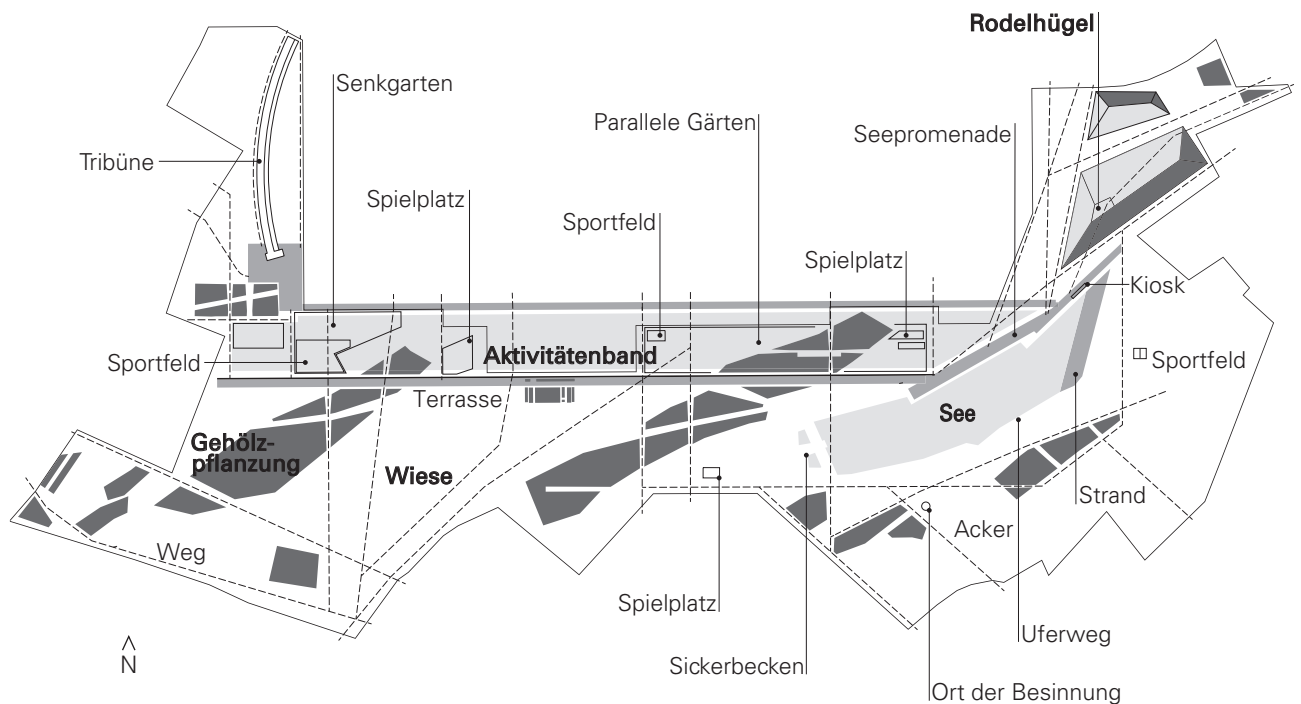 Rodelhügel
Senkgarten
Parallele Gärten
Seepromenade
Tribüne
Spielplatz
Sportfeld
Spielplatz
Kiosk
Sportfeld
Aktivitätenband
Sportfeld
Terrasse
See
Gehölz-
pflanzung
Wiese
Strand
Acker
Weg
Spielplatz
Uferweg
N
Sickerbecken
Ort der Besinnung